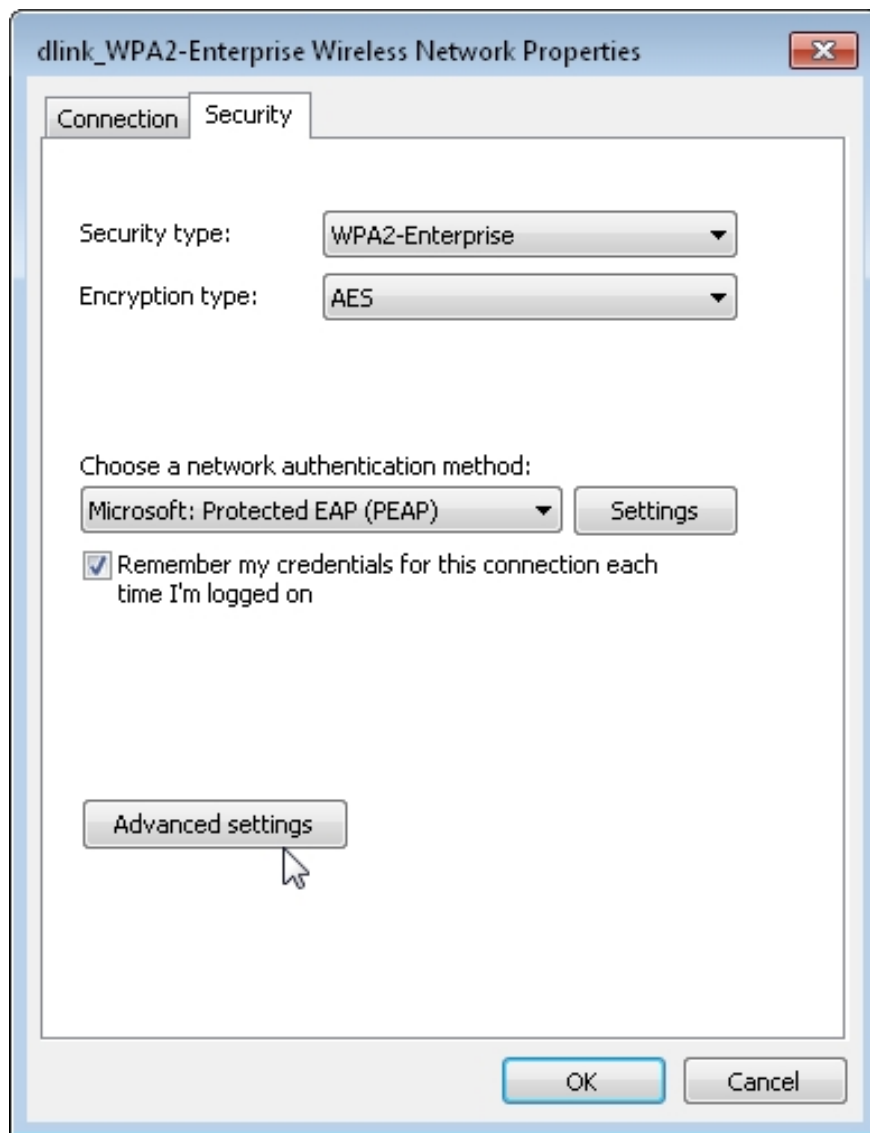 dlink_WPA2-Enterprise Wireless Network Properties
Connection
Security
Security type:
WPA2-Enterprise
Encryption type:
AES
Choose a network authentication method:
Microsoft: Protected EAP (PEAP)
Settings
Remember my credentials for this connection each
time I'm logged on
Advanced settings
OK
Cancel